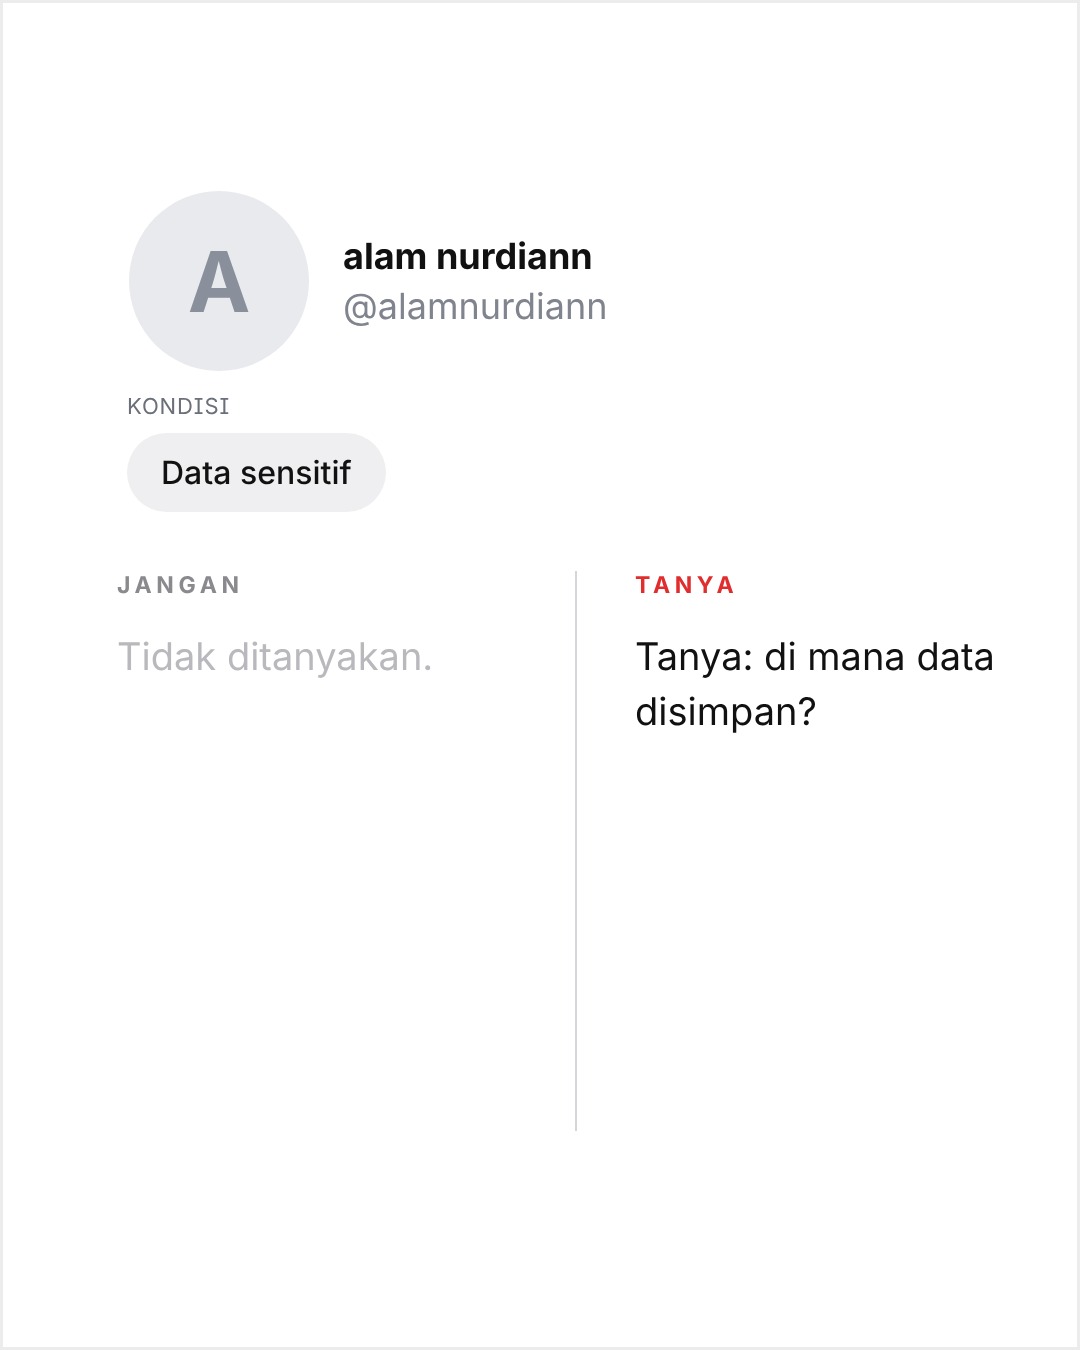 A
alam nurdiann
@alamnurdiann
KONDISI
Data sensitif
JANGAN
Tidak ditanyakan.
TANYA
Tanya: di mana data
disimpan?